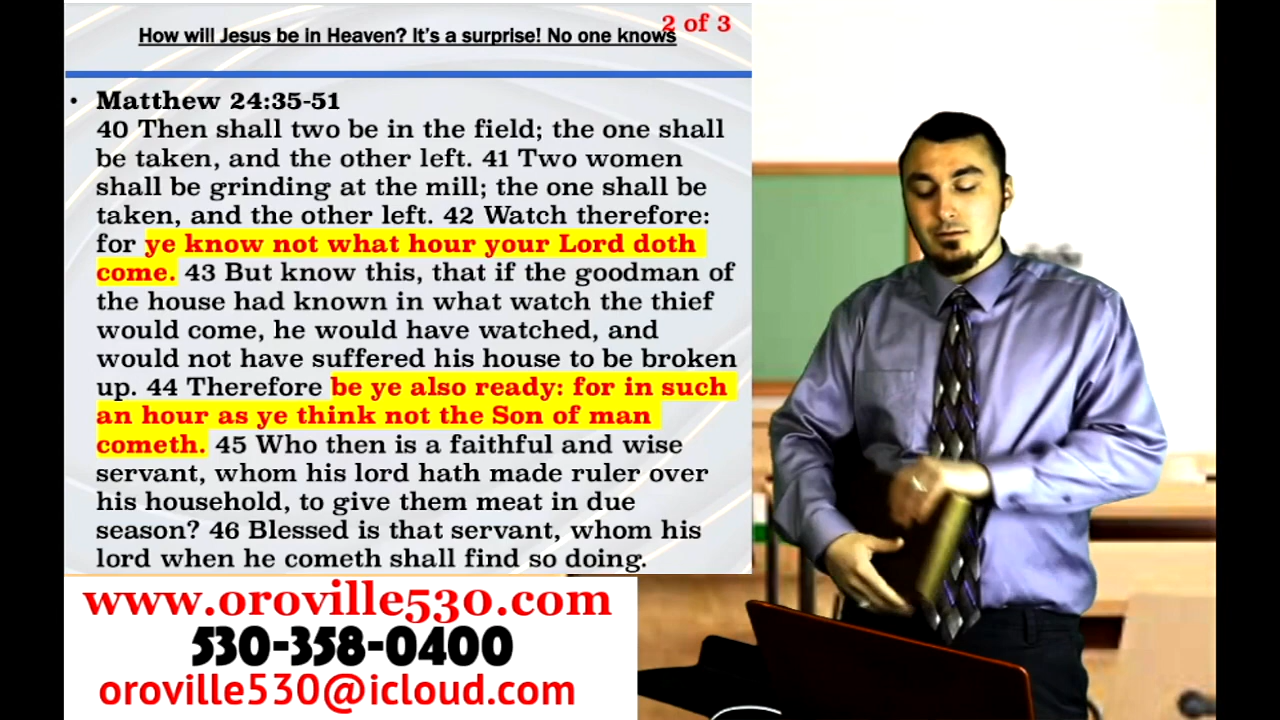 How will Jesus be in Heaven? It's a surprise! No one knows
2 of 3
• Matthew 24:35-51
40 Then shall two be in the field; the one shall
be taken, and the other left. 41 Two women
shall be grinding at the mill; the one shall be
taken, and the other left. 42 Watch therefore:
for ye know not what hour your Lord doth
come. 43 But know this, that if the goodman of
the house had known in what watch the thief
would come, he would have watched, and
would not have suffered his house to be broken
up. 44 Therefore be ye also ready: for in such
an hour as ye think not the Son of man
cometh. 45 Who then is a faithful and wise
servant, whom his lord hath made ruler over
his household, to give them meat in due
season? 46 Blessed is that servant, whom his
lord when he cometh shall find so doing.
www.oroville530.com
530-358-0400
oroville530@icloud.com